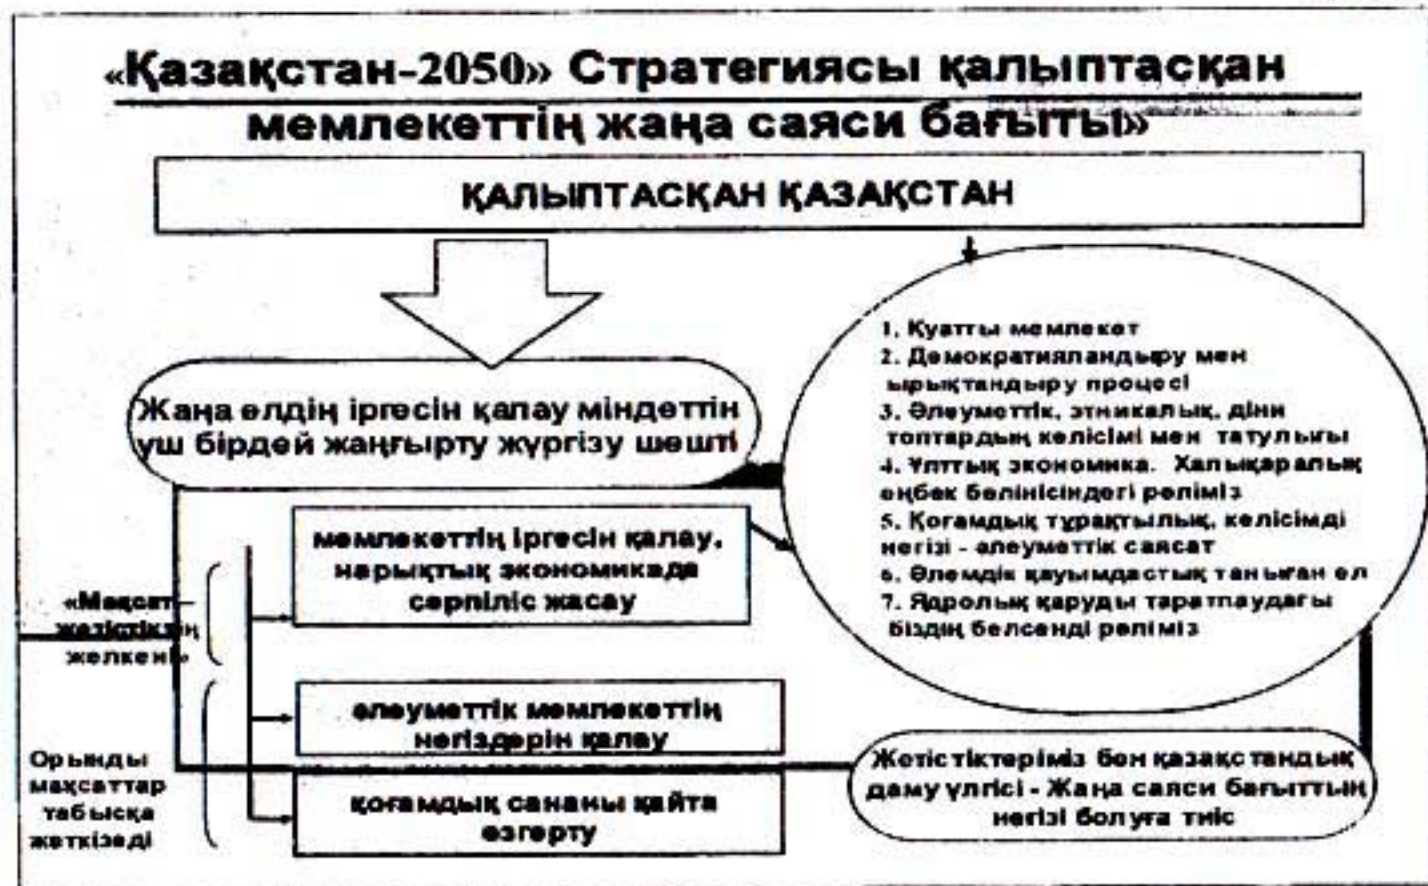 «Қазақстан-2050» Стратегиясы қалыптасқан
мемлекеттің жаңа саяси бағыты»
ҚАЛЫПТАСҚАН ҚАЗАҚСТАН
Жаңа елдің іргесін қалау міндеттін
үш бірдей жаңғырту жүргізу шешті
1. Қуатты мемлекет
2. Демократияландыру мен
ырықтандыру процесі
3. Әлеуметтік, этникалық, діни
топтардың келісімі мен татулығы
4. Ұлттық экономика. Халықаралық
еңбек бөлінісіндегі рөліміз
5. Қоғамдық тұрақтылық, келісімді
негізі - әлеуметтік саясат
6. Әлемдік қауымдастық таныған ел
7. Ядролық қаруды таратпаудағы
біздің белсенді рөліміз
мемлекеттің іргесін қалау,
нарықтық экономикада
серпіліс жасау
«Мақсат –
жетістіктің
желкені»
әлеуметтік мемлекеттің
негіздерін қалау
Орынды
мақсаттар
табысқа
жеткізеді
қоғамдық сананы қайта
өзгерту
Жетістіктеріміз бен қазақстандық
даму үлгісі - Жаңа саяси бағыттың
негізі болуға тиіс